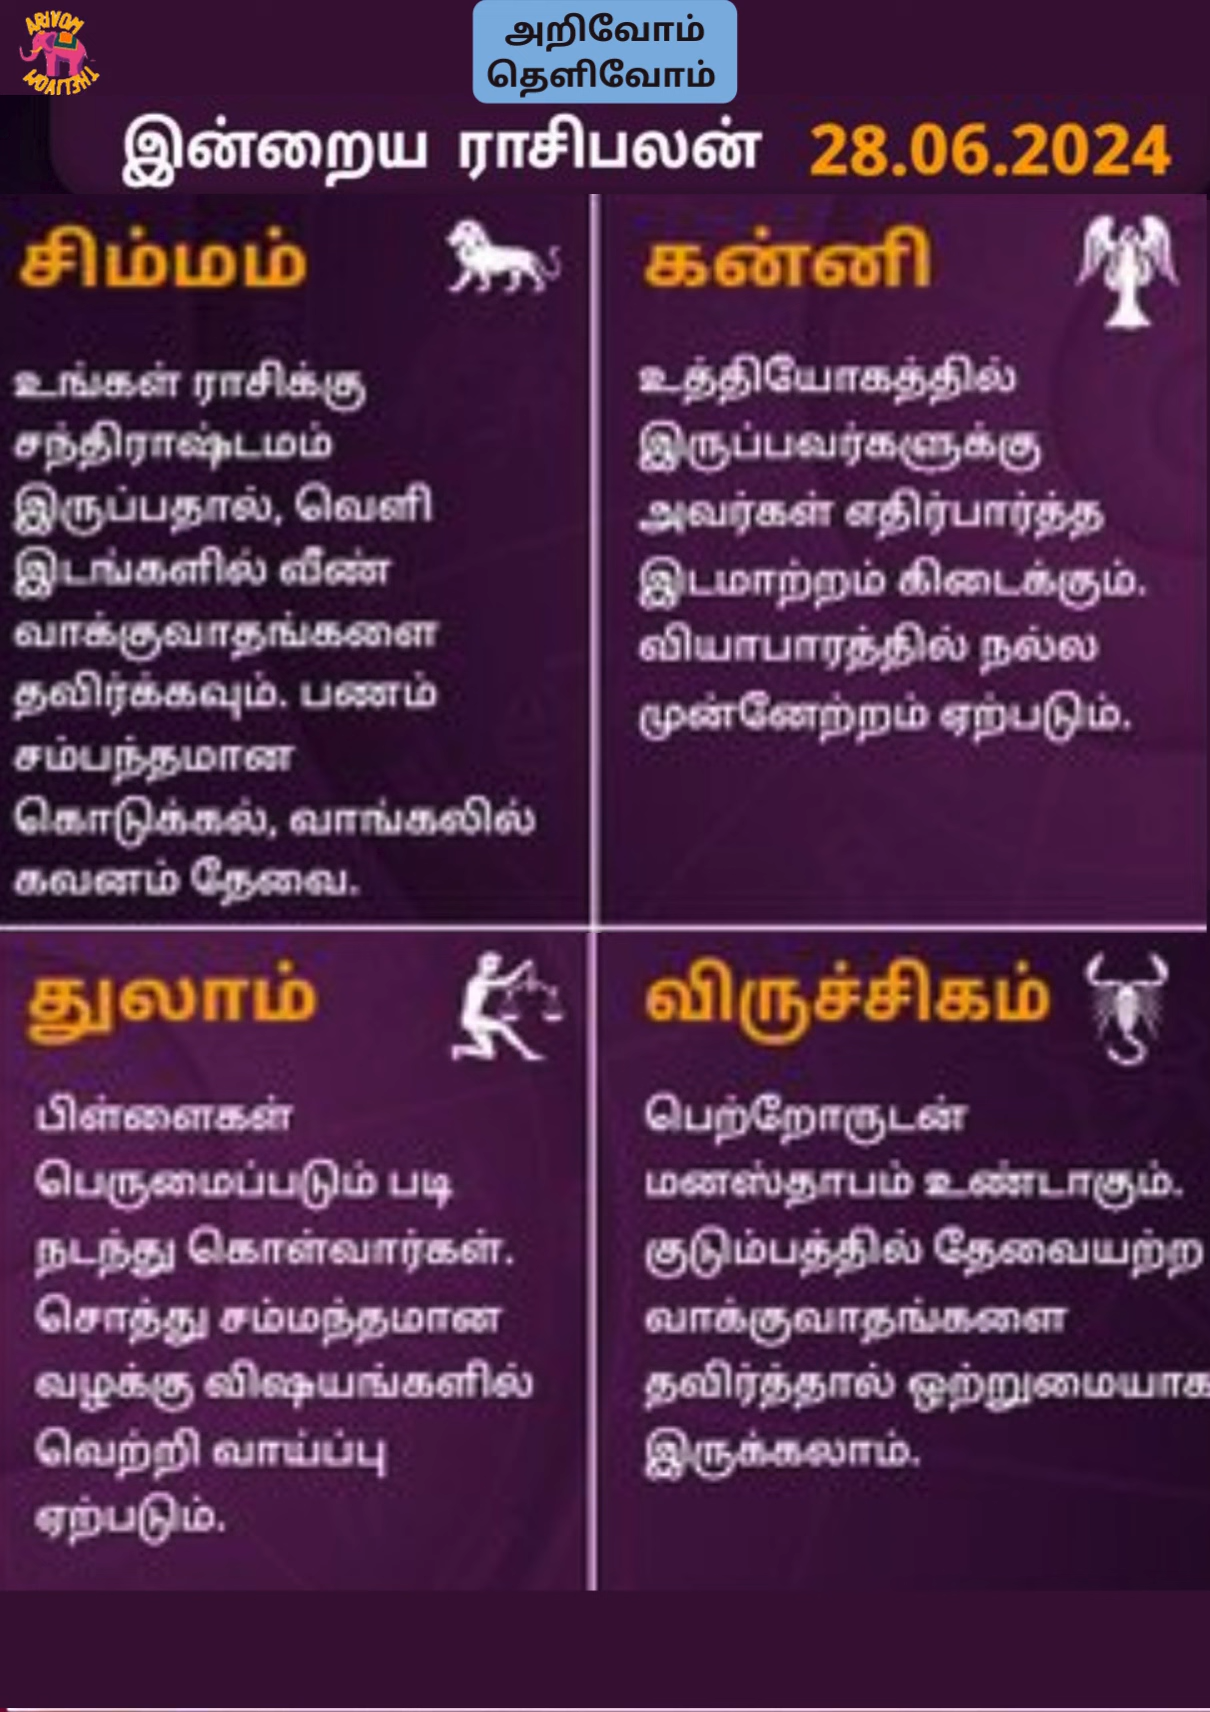 ARIVOM
THELIVOM
அறிவோம்
தெளிவோம்
இன்றைய ராசிபலன் 28.06.2024
சிம்மம்
உங்கள் ராசிக்கு
சந்திராஷ்டமம்
இருப்பதால், வெளி
இடங்களில் வீண்
வாக்குவாதங்களை
தவிர்க்கவும். பணம்
சம்பந்தமான
கொடுக்கல், வாங்கலில்
கவனம் தேவை.
கன்னி
உத்தியோகத்தில்
இருப்பவர்களுக்கு
அவர்கள் எதிர்பார்த்த
இடமாற்றம் கிடைக்கும்.
வியாபாரத்தில் நல்ல
முன்னேற்றம் ஏற்படும்.
துலாம்
பிள்ளைகள்
பெருமைப்படும் படி
நடந்து கொள்வார்கள்.
சொத்து சம்மந்தமான
வழக்கு விஷயங்களில்
வெற்றி வாய்ப்பு
ஏற்படும்.
விருச்சிகம்
பெற்றோருடன்
மனஸ்தாபம் உண்டாகும்.
குடும்பத்தில் தேவையற்ற
வாக்குவாதங்களை
தவிர்த்தால் ஒற்றுமையாக
இருக்கலாம்.